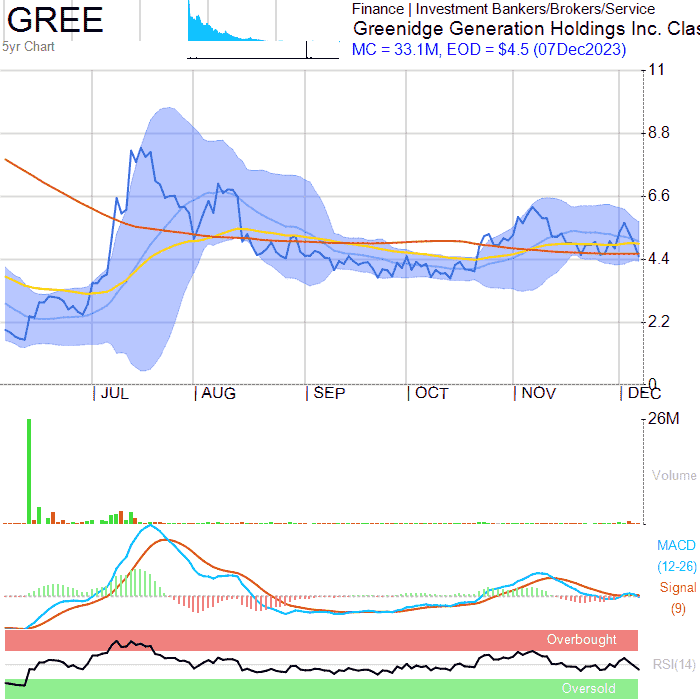 GREE
5yr Chart
Finance | Investment Bankers/Brokers/Service
Greenidge Generation Holdings Inc. Clas
MC = 33.1M, EOD = $4.5 (07Dec2023)
11
8.8
6.6
4.4
2.2
0
JUL AUG SEP OCT NOV DEC
26M
Volume
MACD
(12-26)
Signal
(9)
Overbought
RSI(14)
Oversold